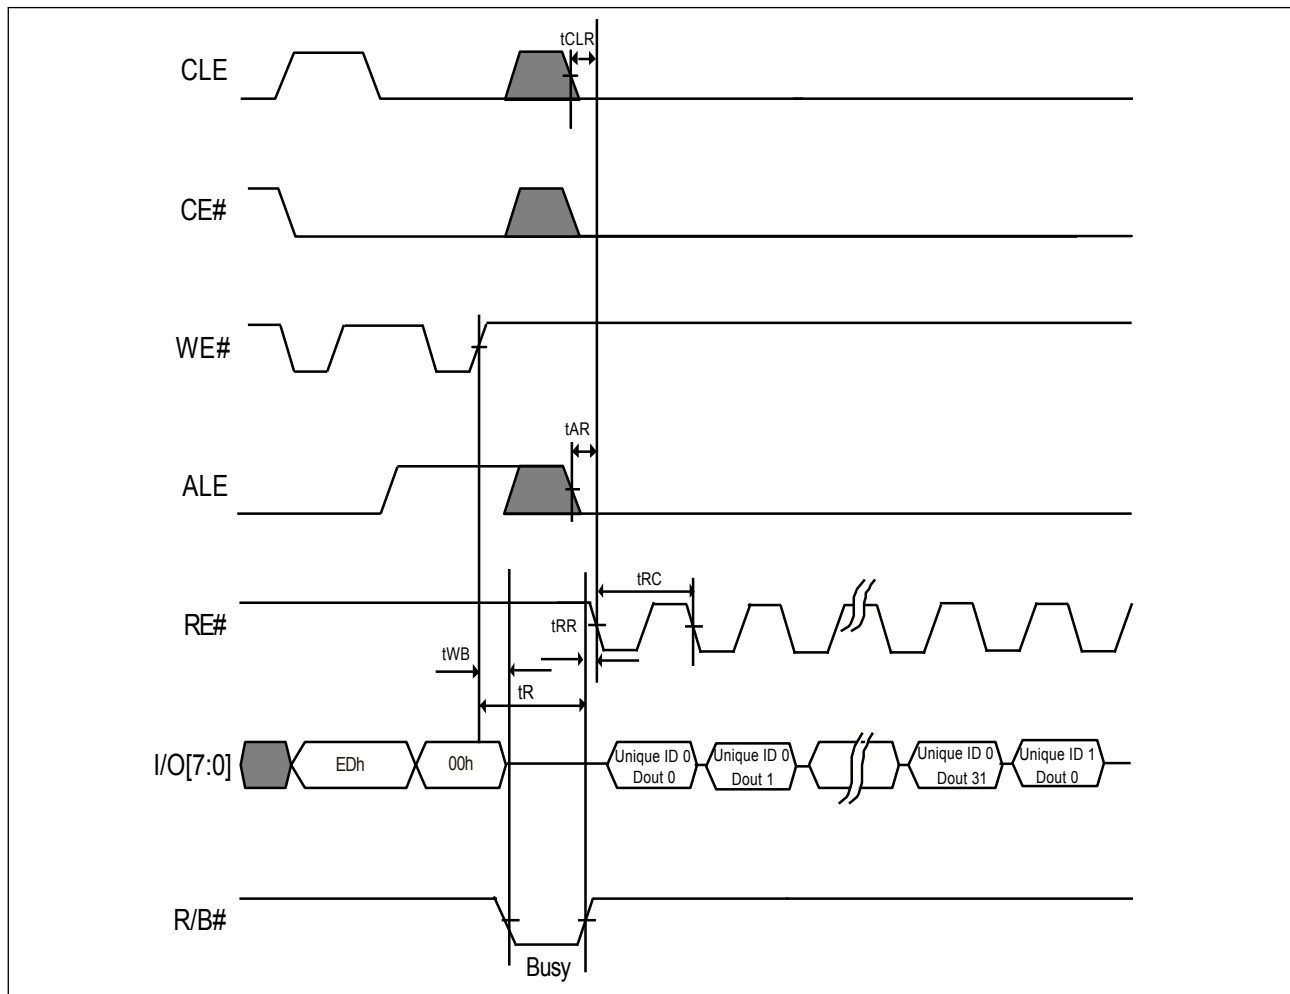 tCLR
CLE
CE#
WE#
tAR
ALE
tRC
RE#
tRR
tWB
tR
I/O[7:0]
EDh
00h
Unique ID 0
Dout 0
Unique ID 0
Dout 1
Unique ID 0
Dout 31
Unique ID 1
Dout 0
R/B#
Busy